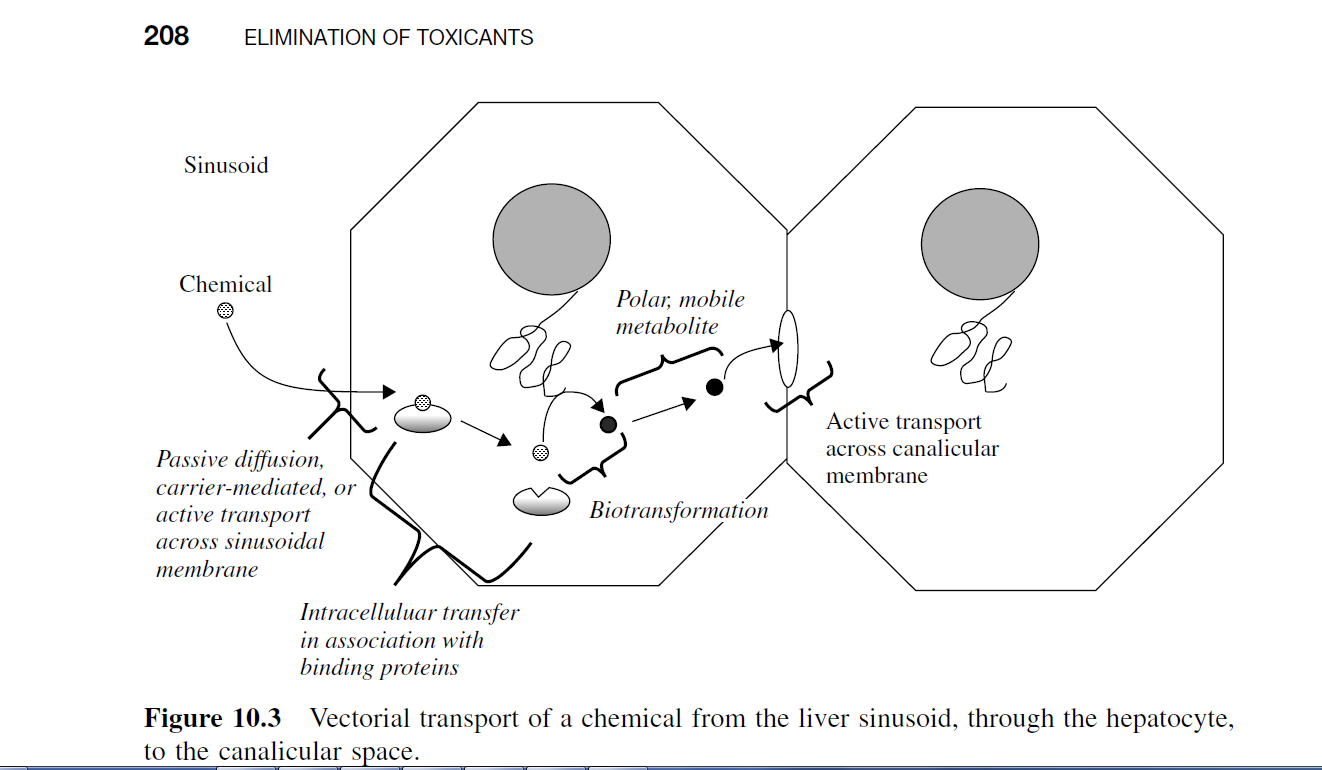 208 ELIMINATION OF TOXICANTS
Sinusoid
Chemical
Polar, mobile
metabolite
Passive diffusion,
carrier-mediated, or
active transport
across sinusoidal
membrane
Active transport
across canalicular
membrane
Biotransformation
Intracelluluar transfer
in association with
binding proteins
Figure 10.3 Vectorial transport of a chemical from the liver sinusoid, through the hepatocyte,
to the canalicular space.